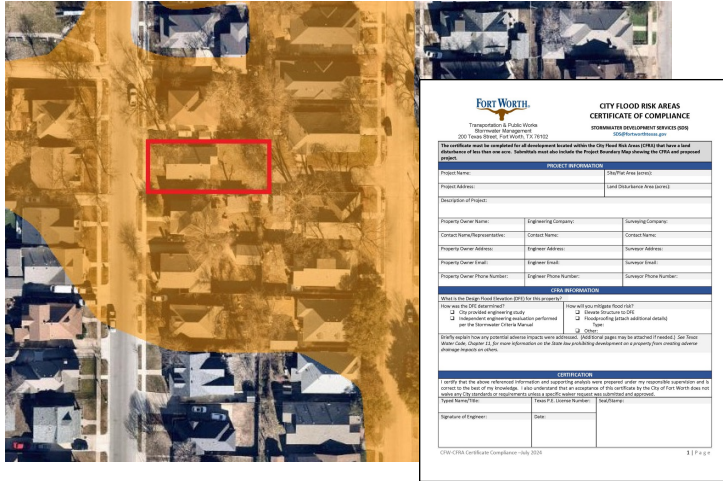 FORT WORTH®
Transportation & Public Works
Stormwater Management
200 Texas Street, Fort Worth, TX 76102
CITY FLOOD RISK AREAS
CERTIFICATE OF COMPLIANCE
STORMWATER DEVELOPMENT SERVICES (SDS)
SDS@fortworthtexas.gov
The certificate must be completed for all development located within the City Flood Risk Areas (CFRA) that have a land
disturbance of less than one acre. Submittals must also include the Project Boundary Map showing the CFRA and proposed
project.
PROJECT INFORMATION
Project Name:
Site/Plat Area (acres):
Project Address:
Land Disturbance Area (acres):
Description of Project:
Property Owner Name:
Engineering Company:
Surveying Company:
Contact Name/Representative:
Contact Name:
Contact Name:
Property Owner Address:
Engineer Address:
Surveyor Address:
Property Owner Email:
Engineer Email:
Surveyor Email:
Property Owner Phone Number:
Engineer Phone Number:
Surveyor Phone Number:
CFRA INFORMATION
What is the Design Flood Elevation (DFE) for this property?
How was the DFE determined?
City provided engineering study
Independent engineering evaluation performed
per the Stormwater Criteria Manual
How will you mitigate flood risk?
Elevate Structure to DFE
Floodproofing (attach additional details)
Type:
Other:
Briefly explain how any potential adverse impacts were addressed. (Additional pages may be attached if needed.) See Texas
Water Code, Chapter 11, for more information on the State law prohibiting development on a property from creating adverse
drainage impacts on others.
CERTIFICATION
I certify that the above referenced information and supporting analysis were prepared under my responsible supervision and is
correct to the best of my knowledge. I also understand that an acceptance of this certificate by the City of Fort Worth does not
waive any City standards or requirements unless a specific waiver request was submitted and approved.
Typed Name/Title:
Texas P.E. License Number:
Seal/Stamp:
Signature of Engineer:
Date:
CFW-CFRA Certificate Compliance -July 2024
1 | Page